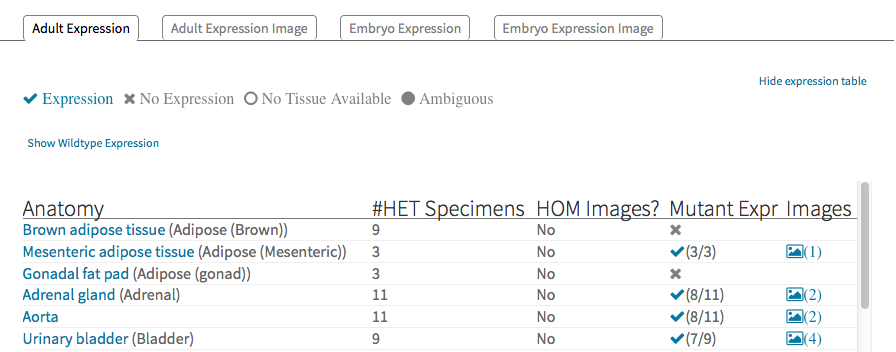 Adult Expression Adult Expression Image Embryo Expression Embryo Expression Image
Hide expression table
Expression No Expression No Tissue Available Ambiguous
Show Wildtype Expression
Anatomy #HET Specimens HOM Images? Mutant Expr Images
Brown adipose tissue (Adipose (Brown)) 9 No
Mesenteric adipose tissue (Adipose (Mesenteric)) 3 No (3/3) (1)
Gonadal fat pad (Adipose (gonad)) 3 No
Adrenal gland (Adrenal) 11 No (8/11) (2)
Aorta 11 No (8/11) (2)
Urinary bladder (Bladder) 9 No (7/9) (4)